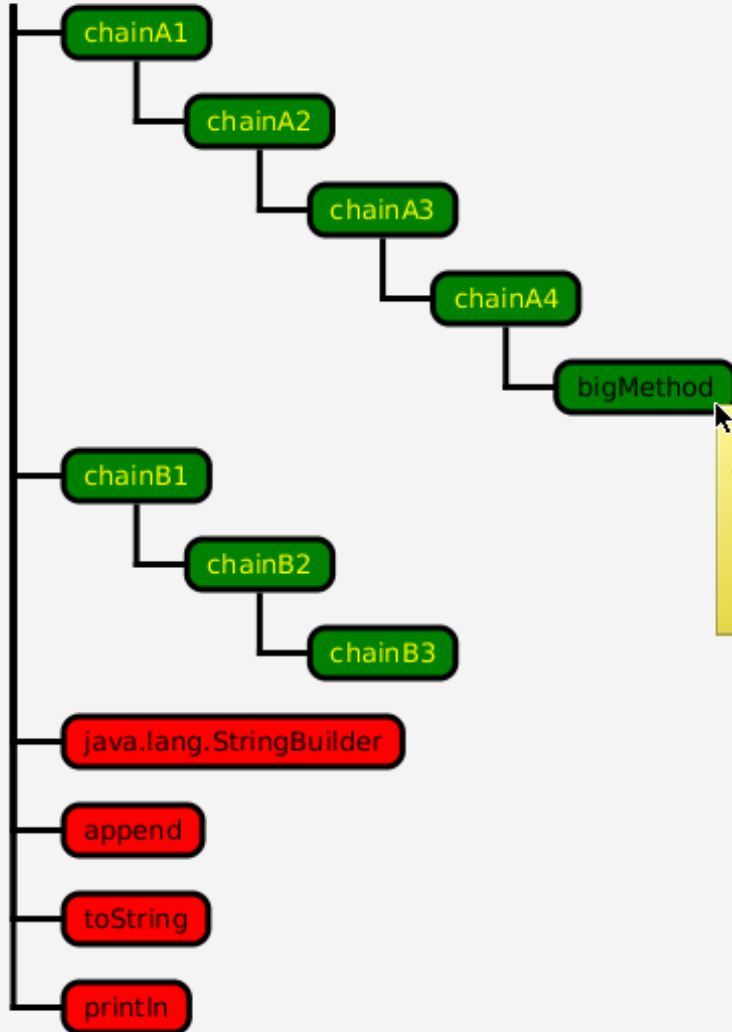 chainA1
chainA2
chainA3
chainA4
bigMethod
chainB1
chainB2
chainB3
java.lang.StringBuilder
append
toString
println